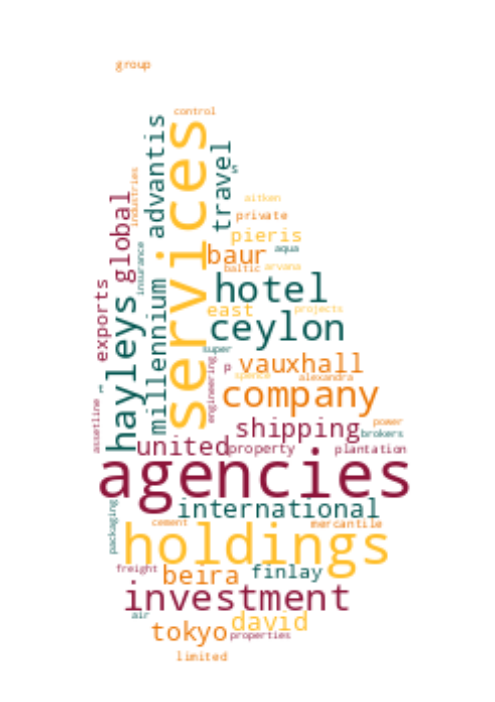 group
control
services
advantis
travel
industries
global
aitken
private
pieris
aqua
insurance
baur
baltic arvana
hotel
exports
hayleys
millennium
east
projects
ceylon
super
engineering
p
vauxhall
spence
alexandra
t
company
assetline
shipping
power
brokers
united
property
plantation
agencies
international
packaging
cement
mercantile
holdings
freight
beira
finlay
investment
air
david
tokyo
properties
limited